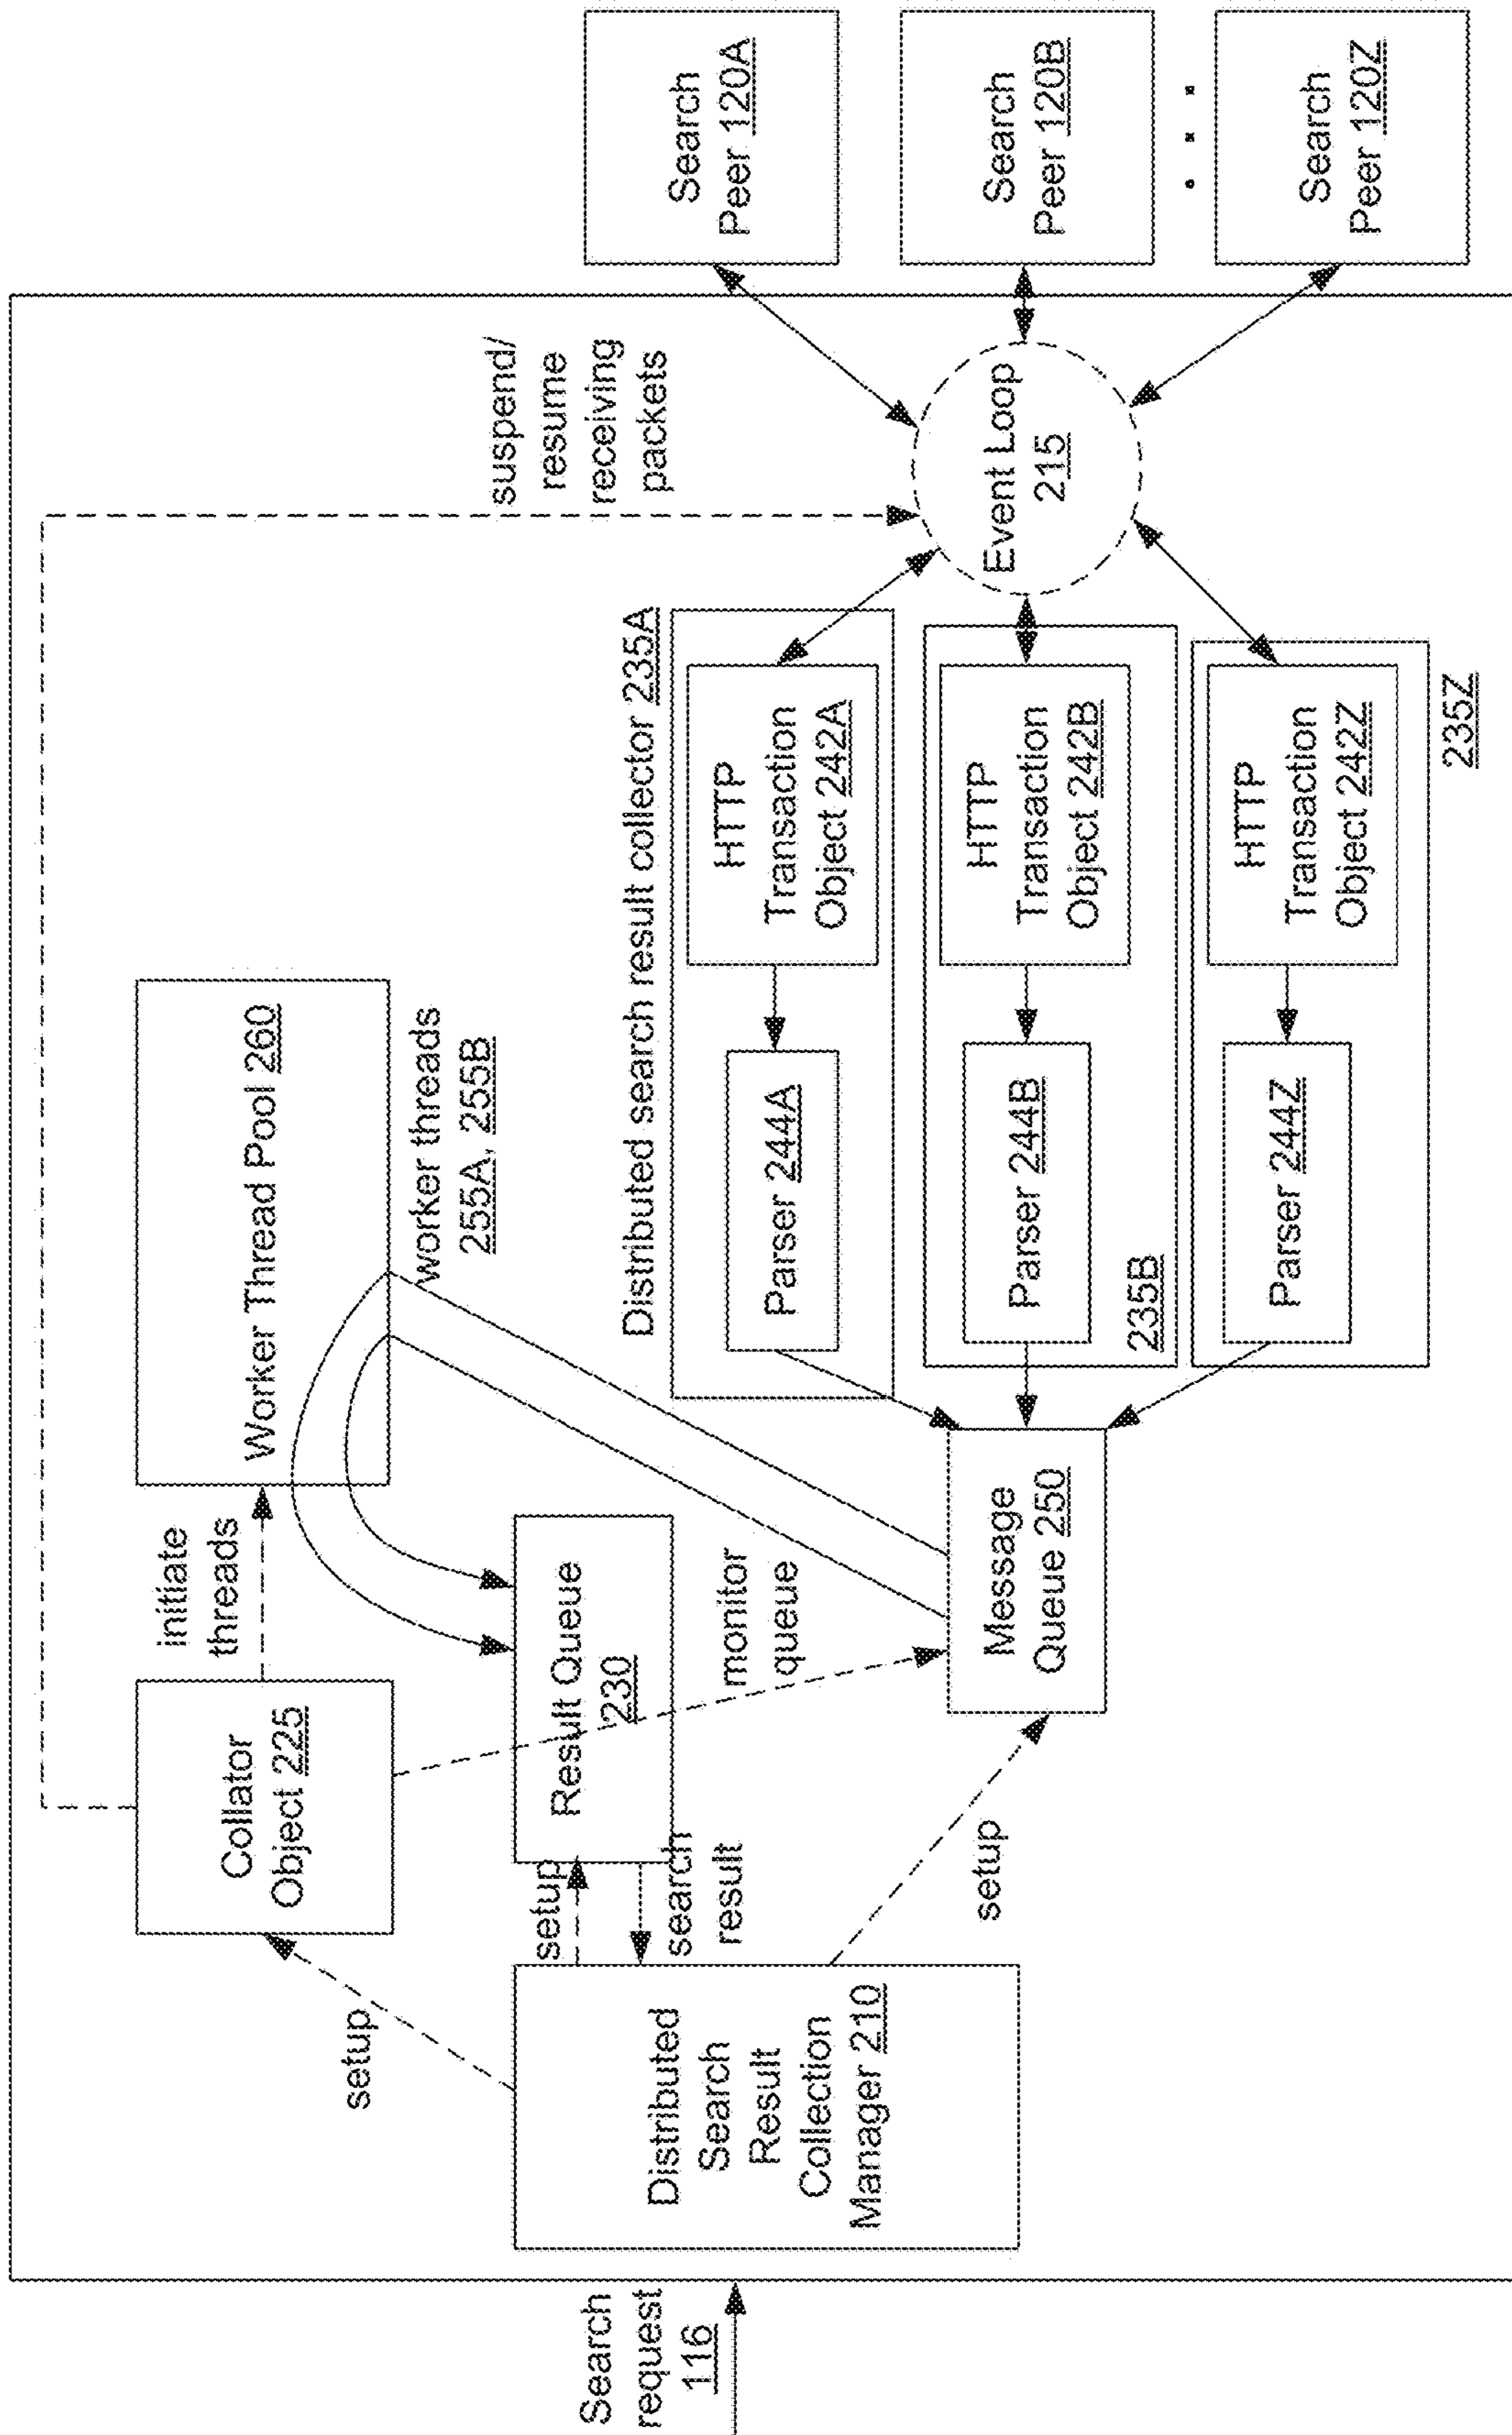 Search
request
116
Distributed
Search
Result
Collection
Manager 210
setup
setup
search
result
setup
Collator
Object 225
initiate
threads
Worker Thread Pool 260
worker threads
255A, 255B
Result Queue
230
monitor
queue
Message
Queue 250
suspend/
resume
receiving
packets
Distributed search result collector 235A
Parser 244A
HTTP
Transaction
Object 242A
Parser 244B
HTTP
Transaction
Object 242B
235B
Parser 244Z
HTTP
Transaction
Object 242Z
235Z
Event Loop
215
Search
Peer 120A
Search
Peer 120B
Search
Peer 120Z